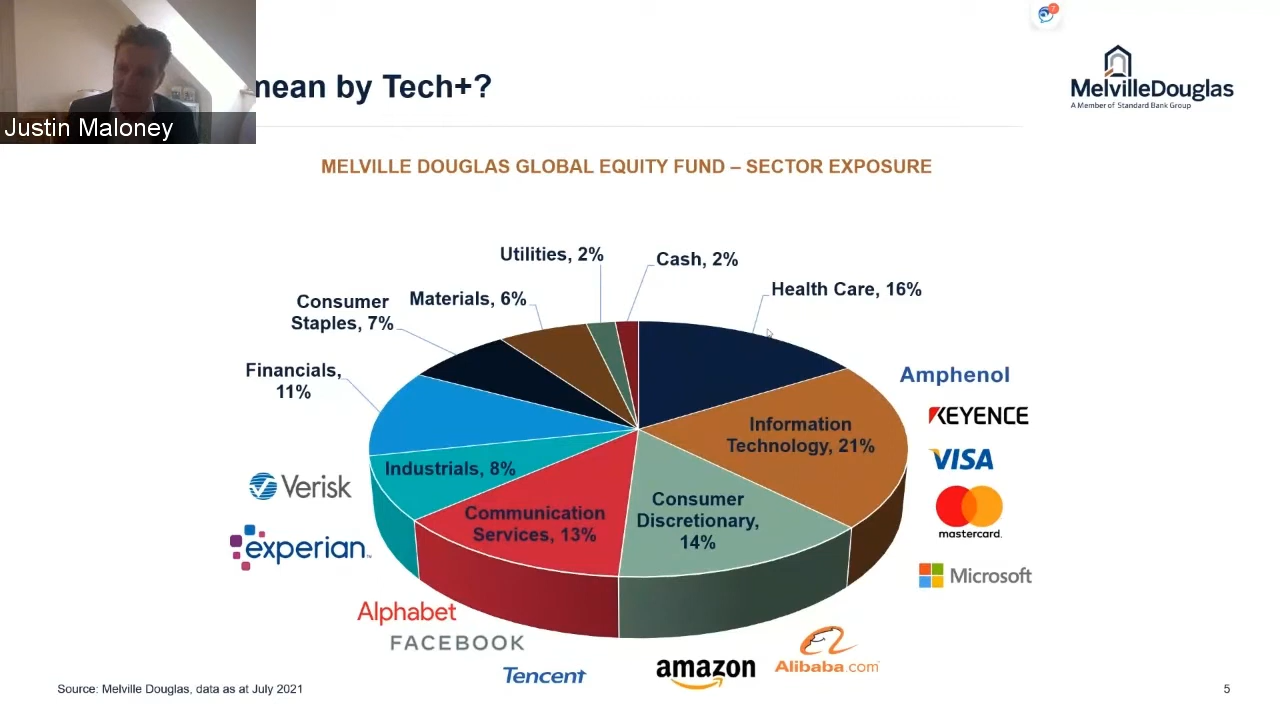 Justin Maloney
mean by Tech+?
MelvilleDouglas
A Member of Standard Bank Group
7
MELVILLE DOUGLAS GLOBAL EQUITY FUND – SECTOR EXPOSURE
Utilities, 2%
Cash, 2%
Health Care, 16%
Consumer
Staples, 7%
Materials, 6%
Financials,
11%
Amphenol
KEYENCE
VISA
mastercard.
Microsoft
Information
Technology, 21%
Industrials, 8%
Consumer
Discretionary,
14%
Communication
Services, 13%
Verisk
experian™
Alphabet
FACEBOOK
Tencent
amazon
Alibaba.com
Source: Melville Douglas, data as at July 2021
5